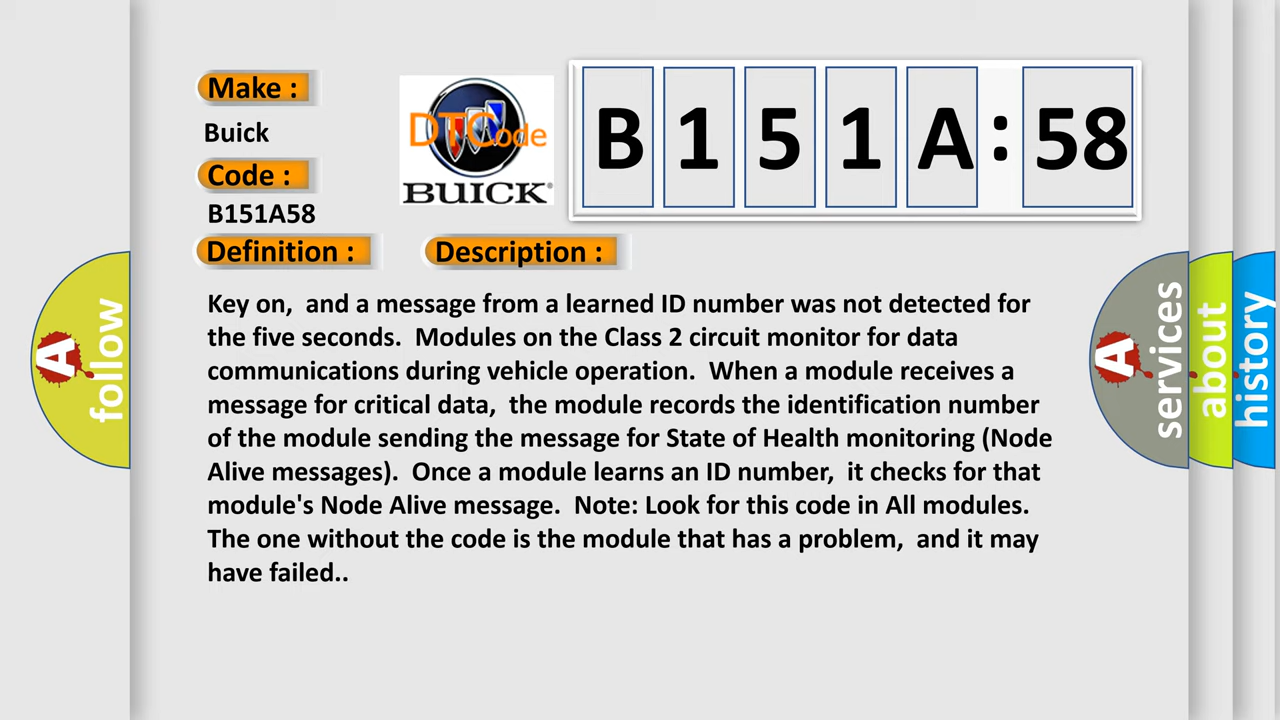 Make :
Buick
Code :
B151A58
Definition :
Description :
DTCode
BUICK®
B151A:58
Key on,  and a message from a learned ID number was not detected for
the five seconds  Modules on the Class 2 circuit monitor for data
communications during vehicle operation  When a module receives a
message for critical data,  the module records the identification number
of the module sending the message for State of Health monitoring (Node
Alive messages)  Once a module learns an ID number,  it checks for that
module's Node Alive message  Note: Look for this code in All modules.
The one without the code is the module that has a problem,  and it may
have failed..
A follow
A services
about
history